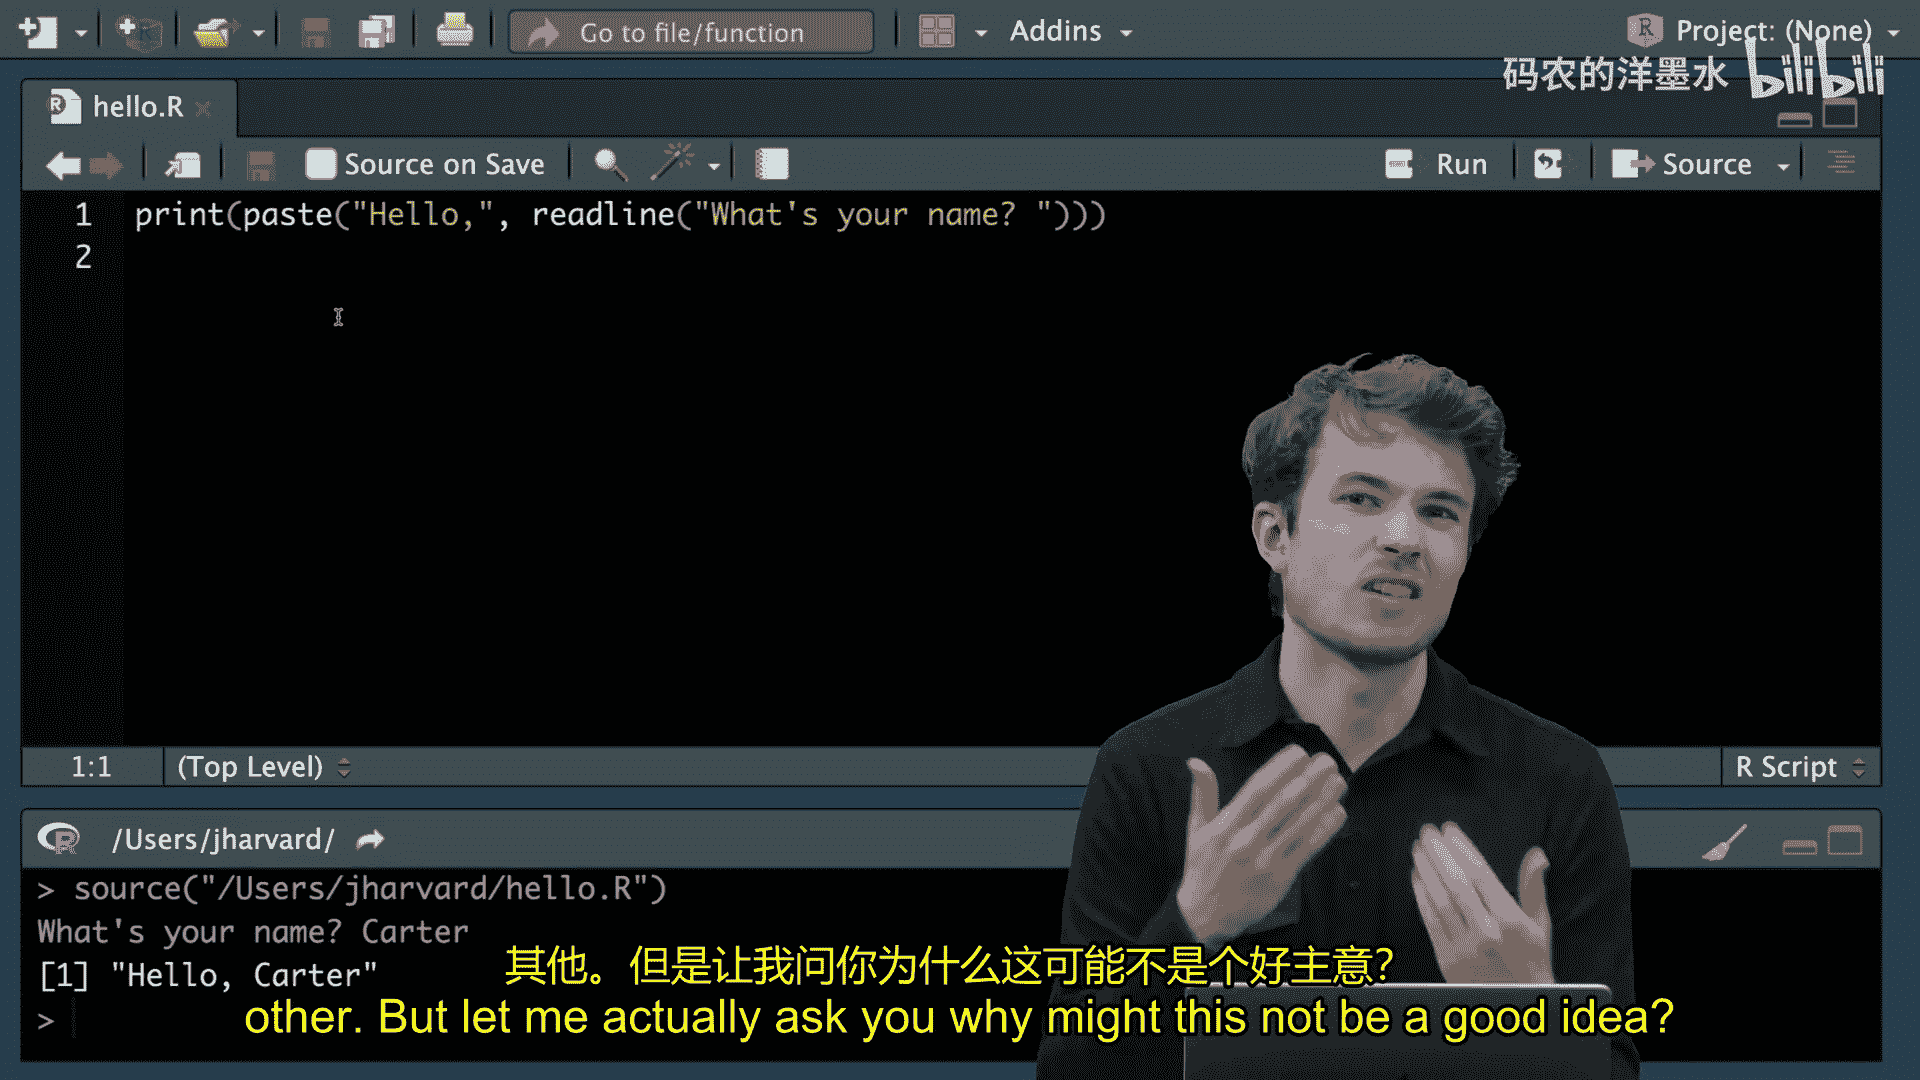 Go to file/function
Addins
Project: (None)
码农的洋墨水 bilibili
hello.R
Source on Save
Run
Source
1 print(paste("Hello,", readline("What's your name? ")))
2
1:1
(Top Level)
R Script
/Users/jharvard/
> source("/Users/jharvard/hello.R")
What's your name? Carter
[1] "Hello, Carter"
>
其他。但是让我问你为什么这可能不是个好主意？
other. But let me actually ask you why might this not be a good idea?